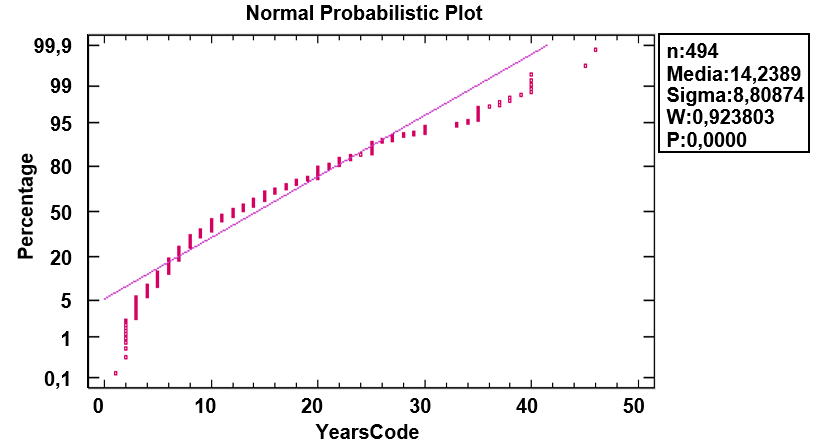 Normal Probabilistic Plot
99,9
99
95
80
50
20
5
1
0,1
Percentage
0 10 20 30 40 50
YearsCode
n:494
Media:14,2389
Sigma:8,80874
W:0,923803
P:0,0000